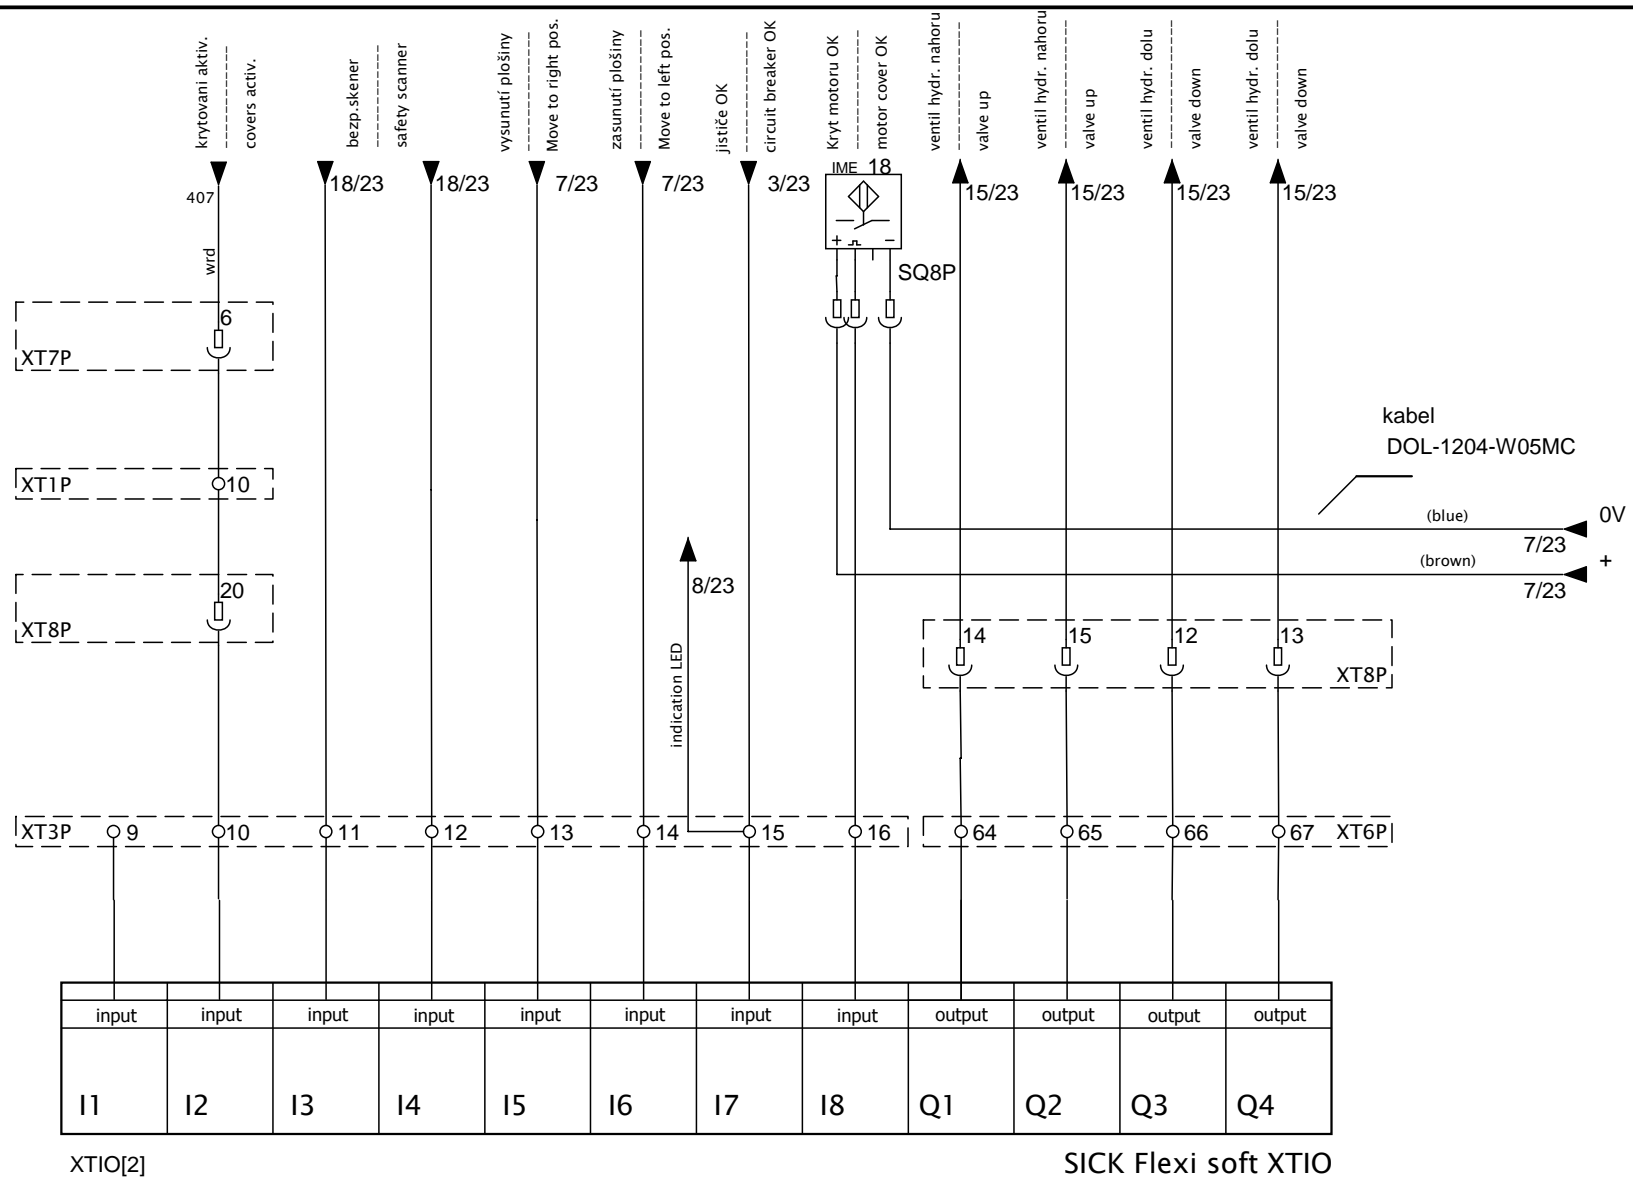 krytovani aktiv.
covers activ.
bezp.skener
safety scanner
vysunutí plošiny
Move to right pos.
zasunutí plošiny
Move to left pos.
jističe OK
circuit breaker OK
Kryt motoru OK
motor cover OK
ventil hydr. nahoru
valve up
ventil hydr. nahoru
valve up
ventil hydr. dolu
valve down
ventil hydr. dolu
valve down
407
18/23
18/23
7/23
7/23
3/23
IME 18
15/23
15/23
15/23
15/23
wrd
+ −
SQ8P
6
XT7P
kabel
DOL-1204-W05MC
XT1P
10
(blue)
0V
7/23
(brown)
+
7/23
8/23
20
XT8P
indication LED
14
15
12
13
XT8P
XT3P
9
10
11
12
13
14
15
16
64
65
66
67
XT6P
input
input
input
input
input
input
input
input
output
output
output
output
I1
I2
I3
I4
I5
I6
I7
I8
Q1
Q2
Q3
Q4
XTIO[2]
SICK Flexi soft XTIO